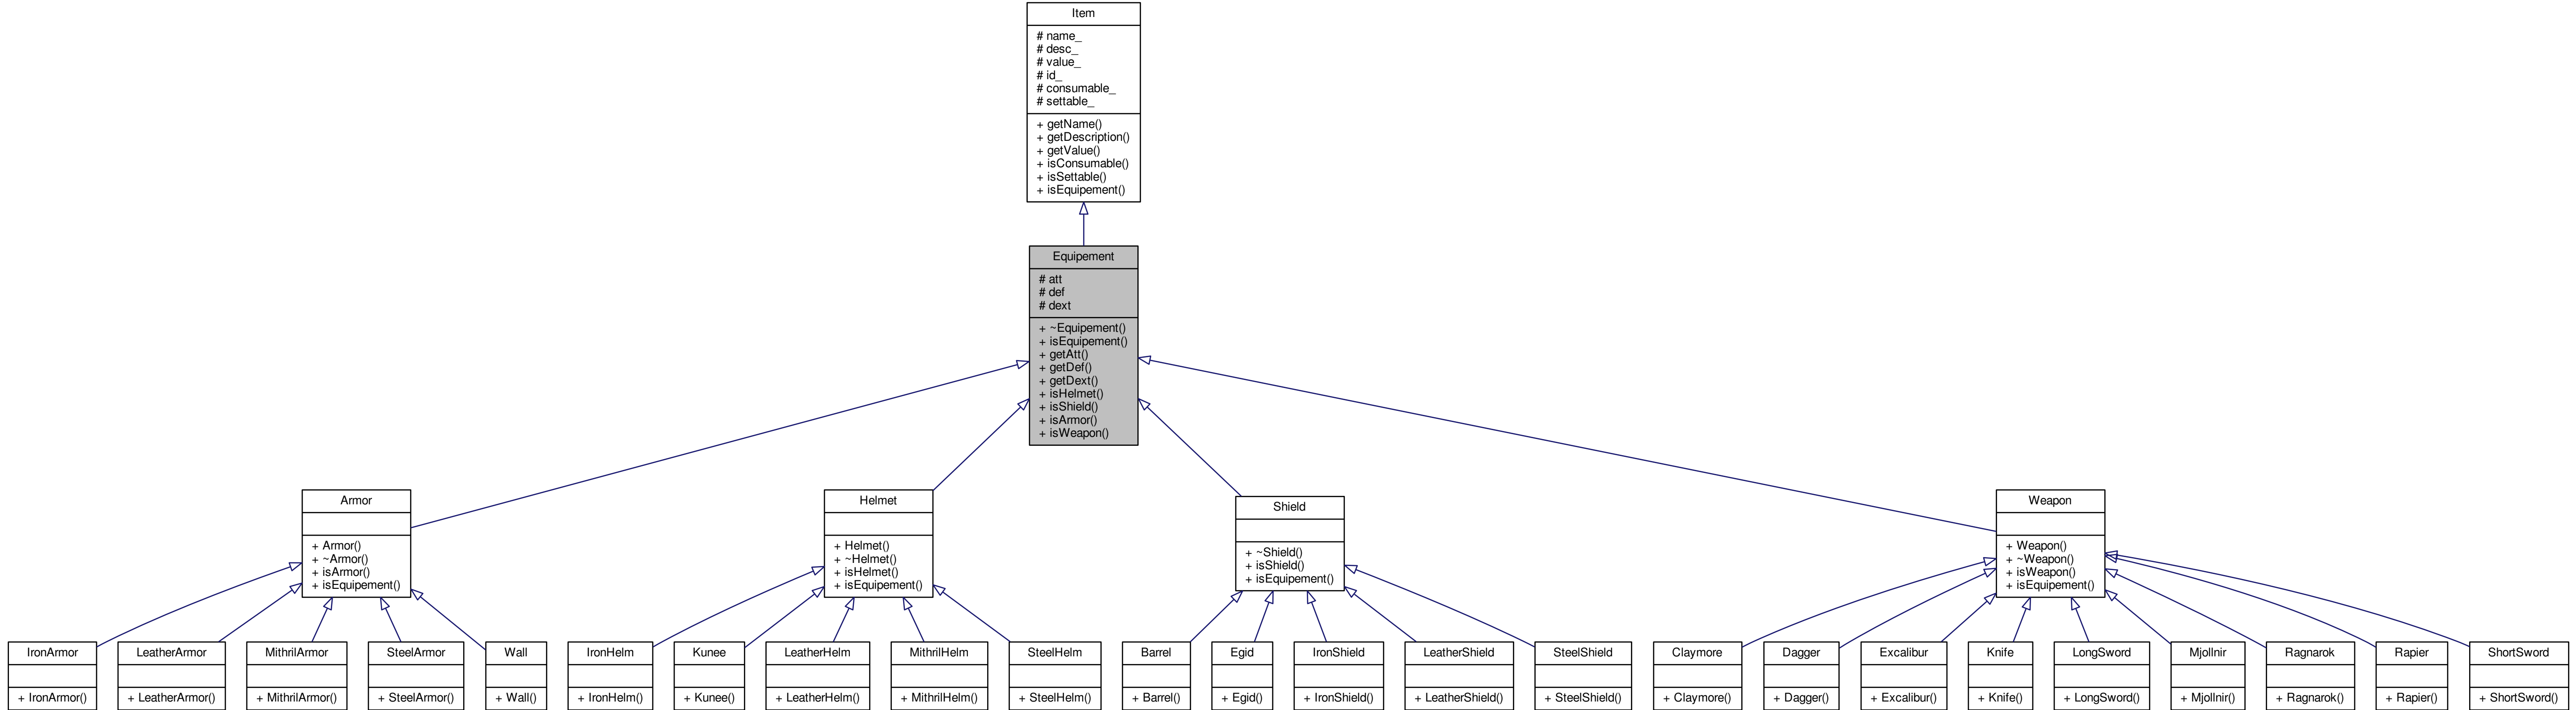 Item
# name_
# desc_
# value_
# id_
# consumable_
# settable_
+ getName()
+ getDescription()
+ getValue()
+ isConsumable()
+ isSettable()
+ isEquipement()
Equipement
# att
# def
# dext
+ ~Equipement()
+ isEquipement()
+ getAtt()
+ getDef()
+ getDext()
+ isHelmet()
+ isShield()
+ isArmor()
+ isWeapon()
Armor
+ Armor()
+ ~Armor()
+ isArmor()
+ isEquipement()
Helmet
+ Helmet()
+ ~Helmet()
+ isHelmet()
+ isEquipement()
Shield
+ ~Shield()
+ isShield()
+ isEquipement()
Weapon
+ Weapon()
+ ~Weapon()
+ isWeapon()
+ isEquipement()
IronArmor
+ IronArmor()
LeatherArmor
+ LeatherArmor()
MithrilArmor
+ MithrilArmor()
SteelArmor
+ SteelArmor()
Wall
+ Wall()
IronHelm
+ IronHelm()
Kunee
+ Kunee()
LeatherHelm
+ LeatherHelm()
MithrilHelm
+ MithrilHelm()
SteelHelm
+ SteelHelm()
Barrel
+ Barrel()
Egid
+ Egid()
IronShield
+ IronShield()
LeatherShield
+ LeatherShield()
SteelShield
+ SteelShield()
Claymore
+ Claymore()
Dagger
+ Dagger()
Excalibur
+ Excalibur()
Knife
+ Knife()
LongSword
+ LongSword()
Mjollnir
+ Mjollnir()
Ragnarok
+ Ragnarok()
Rapier
+ Rapier()
ShortSword
+ ShortSword()